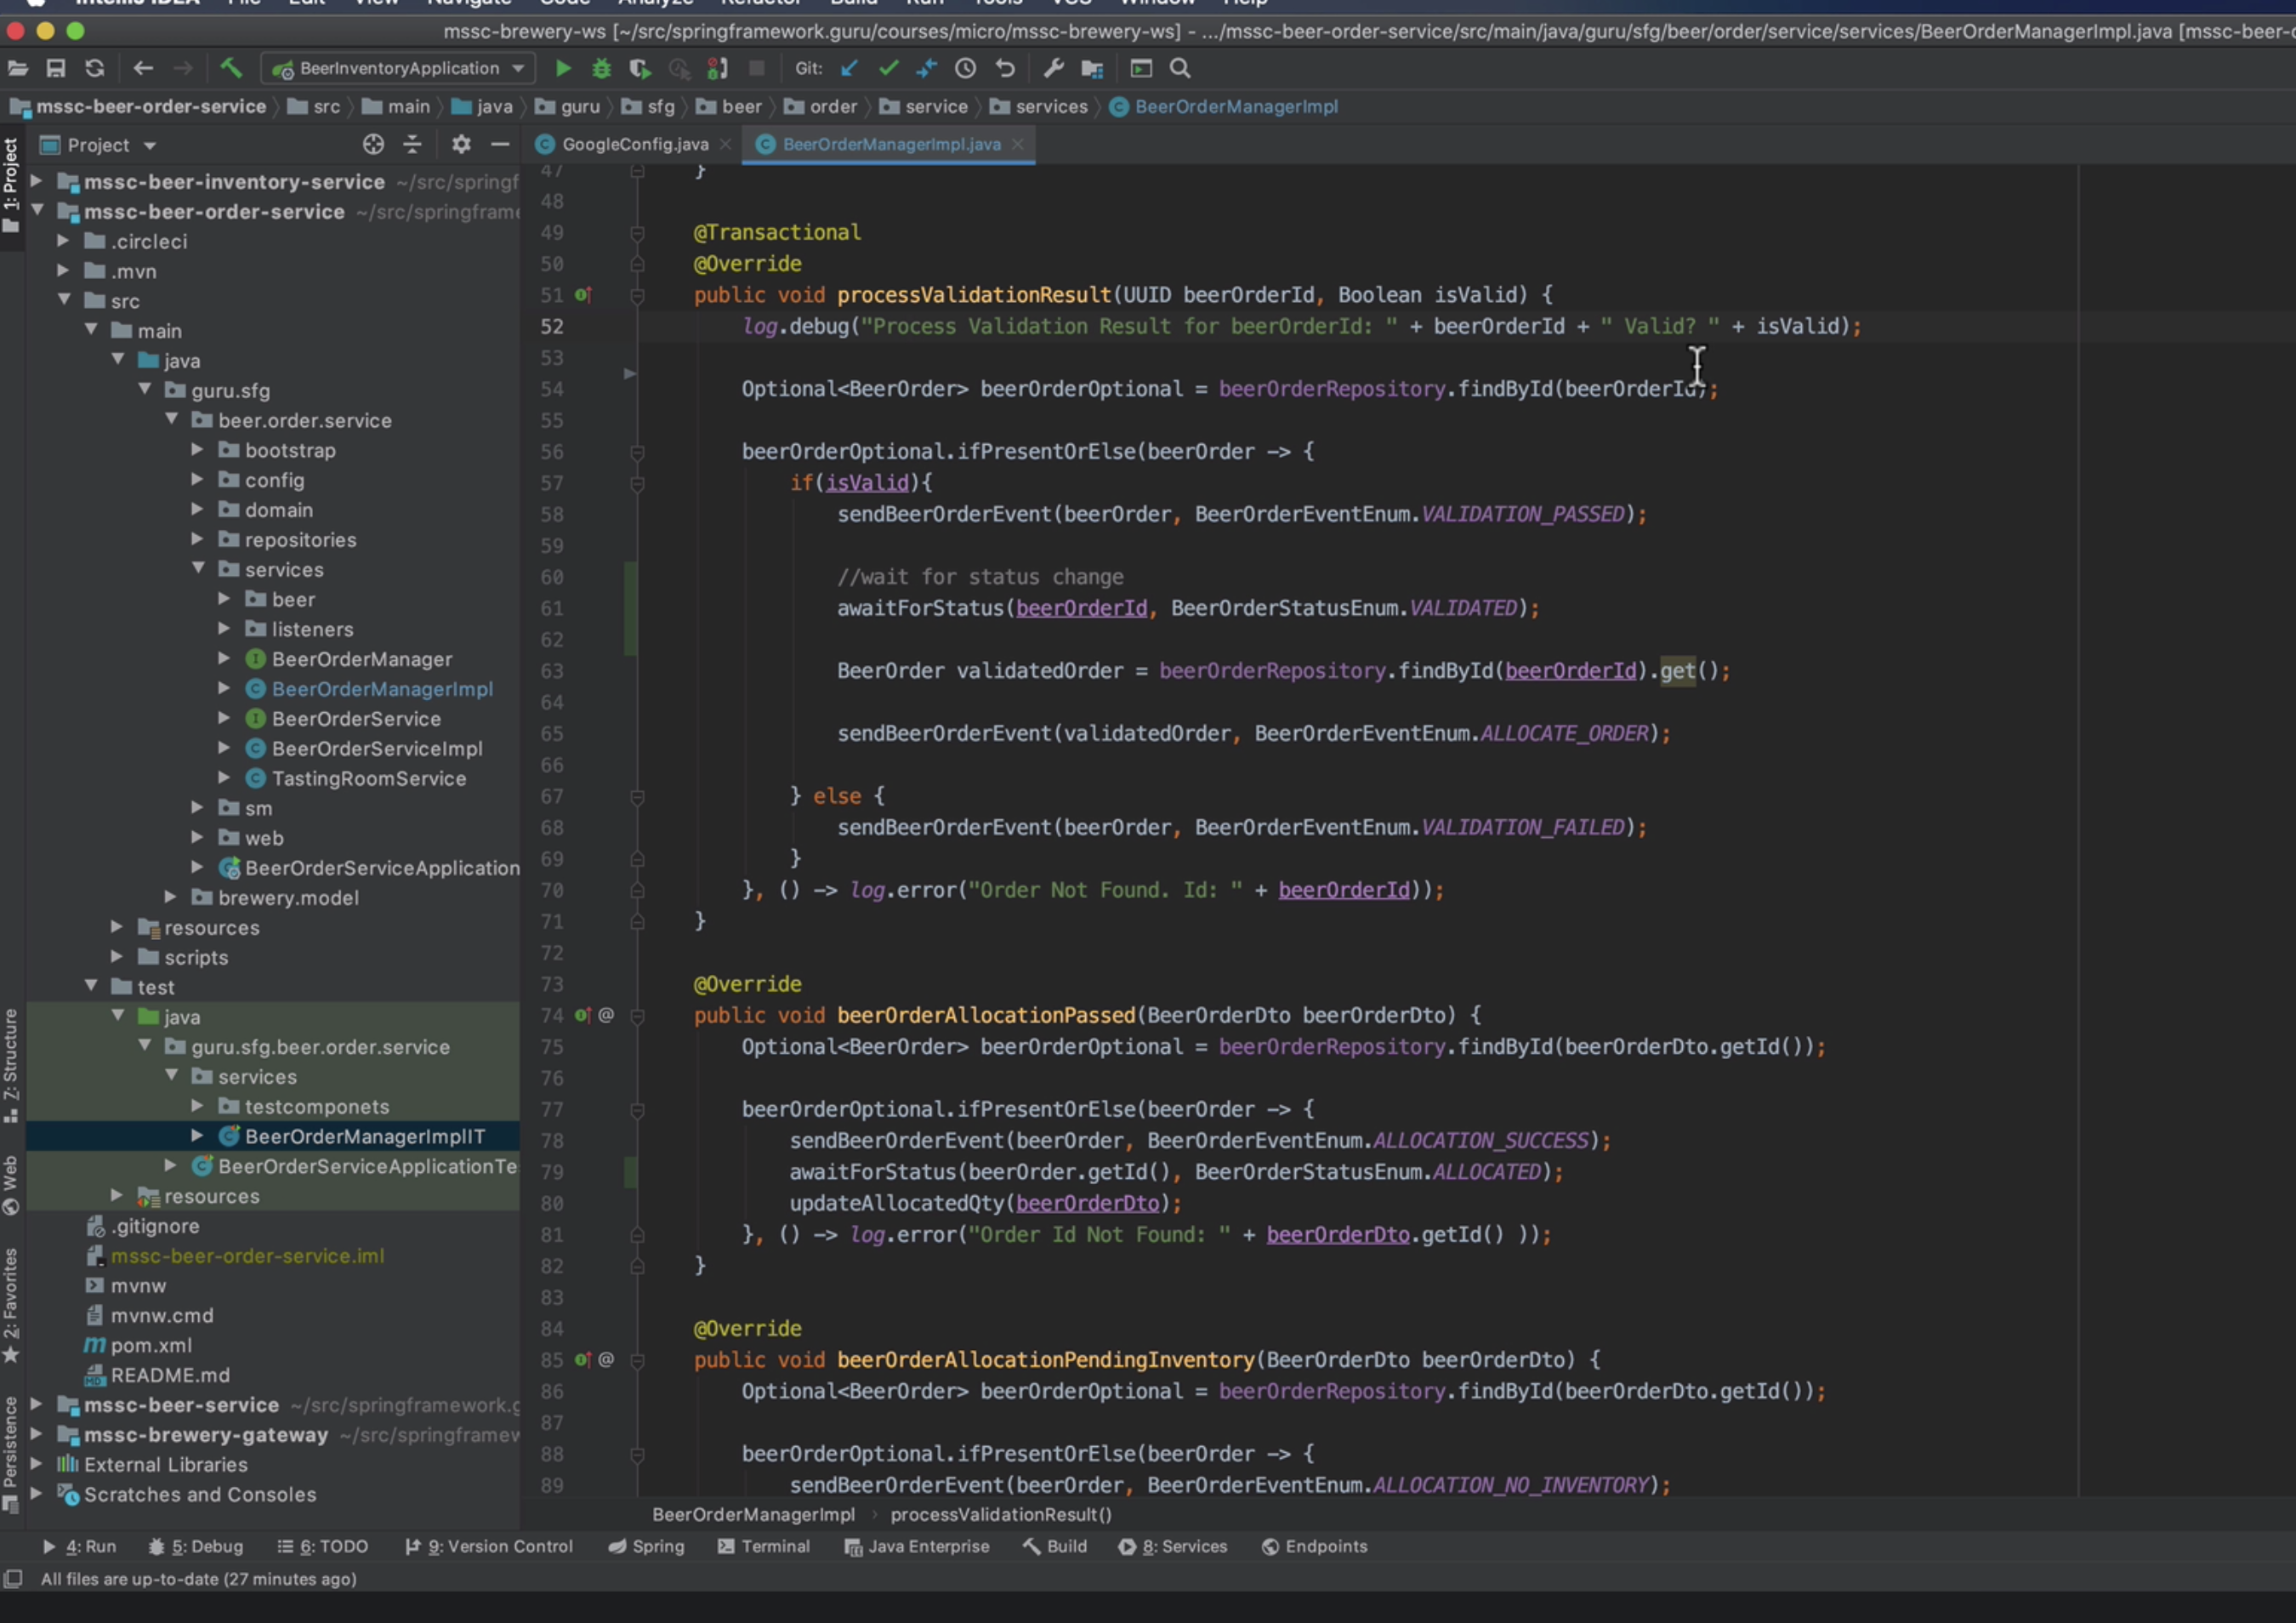 IntelliJ IDEA File Edit View Navigate Code Analyze Refactor Build Run Tools VCS Window Help
mssc-brewery-ws [~/src/springframework.guru/courses/micro/mssc-brewery-ws] - .../mssc-beer-order-service/src/main/java/guru/sfg/beer/order/service/services/BeerOrderManagerImpl.java [mssc-beer-o
BeerInventoryApplication Git:
mssc-beer-order-service src main java guru sfg beer order service services BeerOrderManagerImpl
1: Project
Project
GoogleConfig.java
BeerOrderManagerImpl.java
mssc-beer-inventory-service ~/src/springf
mssc-beer-order-service ~/src/springframe
.circleci
.mvn
src
main
java
guru.sfg
beer.order.service
bootstrap
config
domain
repositories
services
beer
listeners
BeerOrderManager
BeerOrderManagerImpl
BeerOrderService
BeerOrderServiceImpl
TastingRoomService
sm
web
BeerOrderServiceApplication
brewery.model
resources
scripts
test
java
guru.sfg.beer.order.service
services
testcomponets
BeerOrderManagerImplIT
BeerOrderServiceApplicationTe
resources
.gitignore
mssc-beer-order-service.iml
mvnw
mvnw.cmd
pom.xml
README.md
mssc-beer-service ~/src/springframework.g
mssc-brewery-gateway ~/src/springframew
External Libraries
Scratches and Consoles
Z: Structure
Web
2: Favorites
Persistence
47 }
48
49 @Transactional
50 @Override
51 public void processValidationResult(UUID beerOrderId, Boolean isValid) {
52 log.debug("Process Validation Result for beerOrderId: " + beerOrderId + " Valid? " + isValid);
53
54 Optional<BeerOrder> beerOrderOptional = beerOrderRepository.findById(beerOrderId);
55
56 beerOrderOptional.ifPresentOrElse(beerOrder -> {
57 if(isValid){
58 sendBeerOrderEvent(beerOrder, BeerOrderEventEnum.VALIDATION_PASSED);
59
60 //wait for status change
61 awaitForStatus(beerOrderId, BeerOrderStatusEnum.VALIDATED);
62
63 BeerOrder validatedOrder = beerOrderRepository.findById(beerOrderId).get();
64
65 sendBeerOrderEvent(validatedOrder, BeerOrderEventEnum.ALLOCATE_ORDER);
66
67 } else {
68 sendBeerOrderEvent(beerOrder, BeerOrderEventEnum.VALIDATION_FAILED);
69 }
70 }, () -> log.error("Order Not Found. Id: " + beerOrderId));
71 }
72
73 @Override
74 @ public void beerOrderAllocationPassed(BeerOrderDto beerOrderDto) {
75 Optional<BeerOrder> beerOrderOptional = beerOrderRepository.findById(beerOrderDto.getId());
76
77 beerOrderOptional.ifPresentOrElse(beerOrder -> {
78 sendBeerOrderEvent(beerOrder, BeerOrderEventEnum.ALLOCATION_SUCCESS);
79 awaitForStatus(beerOrder.getId(), BeerOrderStatusEnum.ALLOCATED);
80 updateAllocatedQty(beerOrderDto);
81 }, () -> log.error("Order Id Not Found: " + beerOrderDto.getId() ));
82 }
83
84 @Override
85 @ public void beerOrderAllocationPendingInventory(BeerOrderDto beerOrderDto) {
86 Optional<BeerOrder> beerOrderOptional = beerOrderRepository.findById(beerOrderDto.getId());
87
88 beerOrderOptional.ifPresentOrElse(beerOrder -> {
89 sendBeerOrderEvent(beerOrder, BeerOrderEventEnum.ALLOCATION_NO_INVENTORY);
BeerOrderManagerImpl › processValidationResult()
4: Run 5: Debug 6: TODO 9: Version Control Spring Terminal Java Enterprise Build 8: Services Endpoints
All files are up-to-date (27 minutes ago)